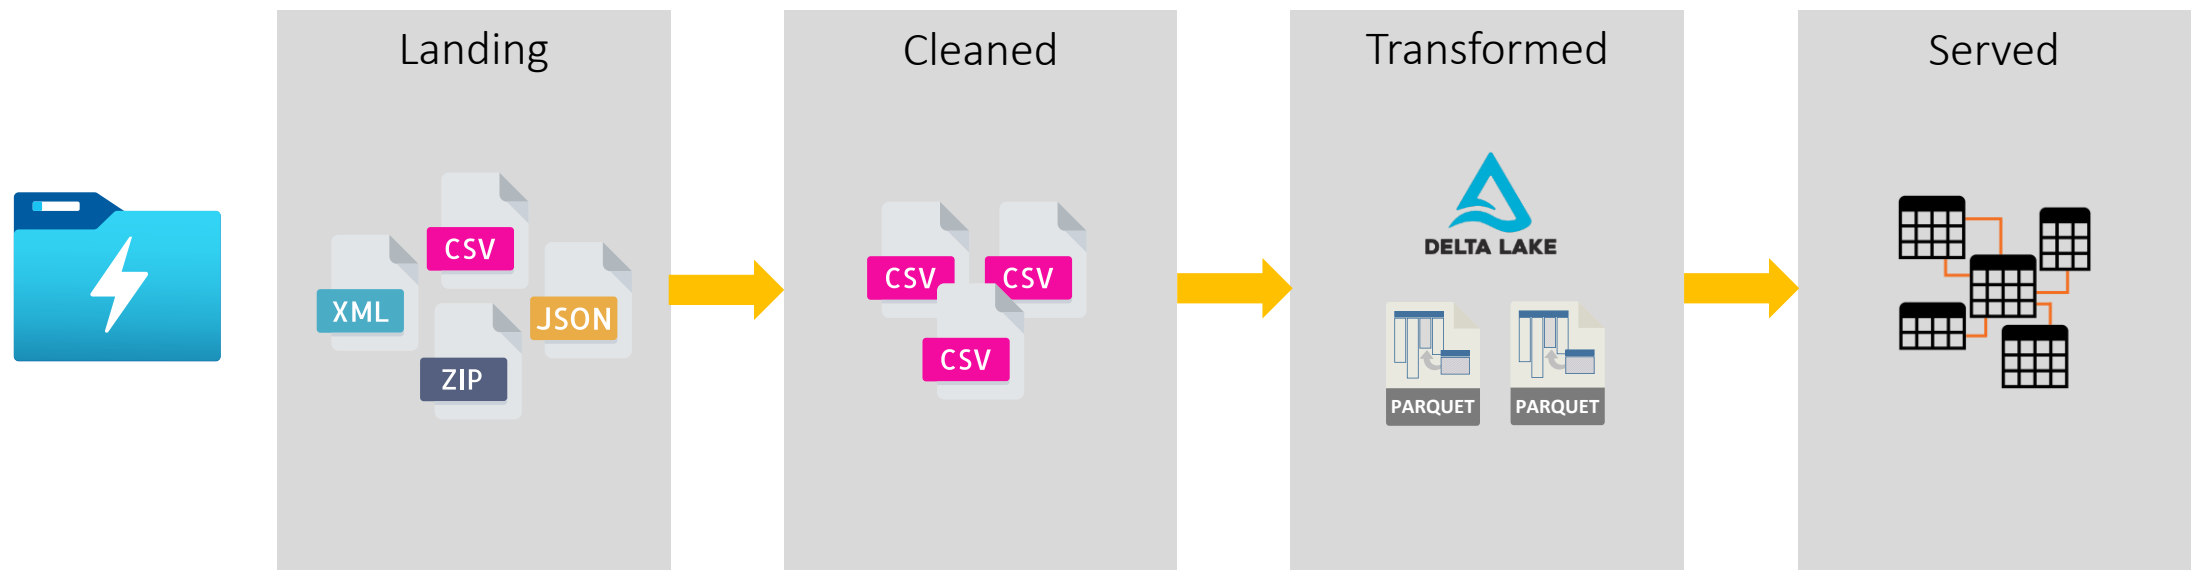 Landing
Cleaned
Transformed
Served
CSV
XML
JSON
ZIP
CSV
CSV
CSV
DELTA LAKE
PARQUET
PARQUET